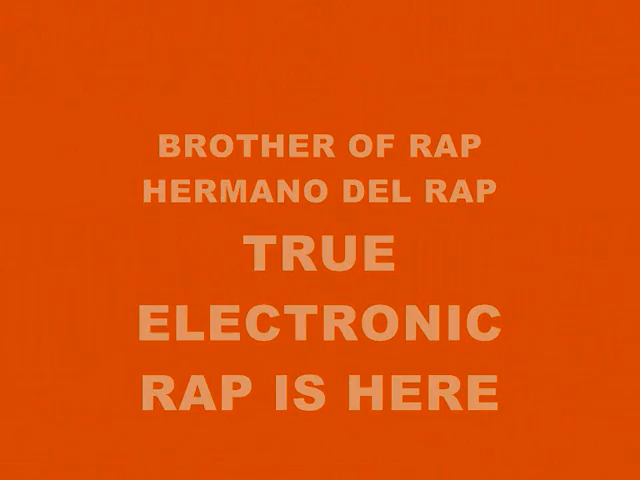 BROTHER OF RAP
HERMANO DEL RAP
TRUE
ELECTRONIC
RAP IS HERE